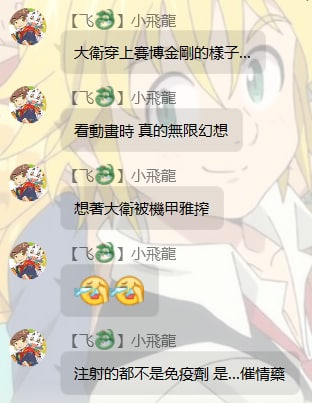 【飞🐲】小飛龍
大衛穿上賽博金剛的樣子...
【飞🐲】小飛龍
看動畫時 真的無限幻想
【飞🐲】小飛龍
想著大衛被機甲雅搾
【飞🐲】小飛龍
【飞🐲】小飛龍
注射的都不是免疫劑 是...催情藥